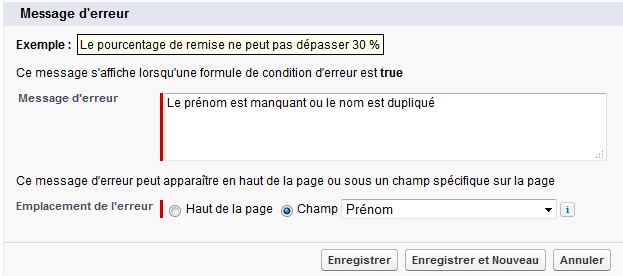 Message d'erreur
Exemple : Le pourcentage de remise ne peut pas dépasser 30 %
Ce message s'affiche lorsqu'une formule de condition d'erreur est true
Message d'erreur Le prénom est manquant ou le nom est dupliqué
Ce message d'erreur peut apparaître en haut de la page ou sous un champ spécifique sur la page
Emplacement de l'erreur Haut de la page Champ Prénom i
Enregistrer Enregistrer et Nouveau Annuler